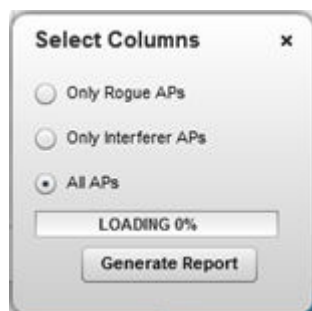 Select Columns ×
Only Rogue APs
Only Interferer APs
All APs
LOADING 0%
Generate Report